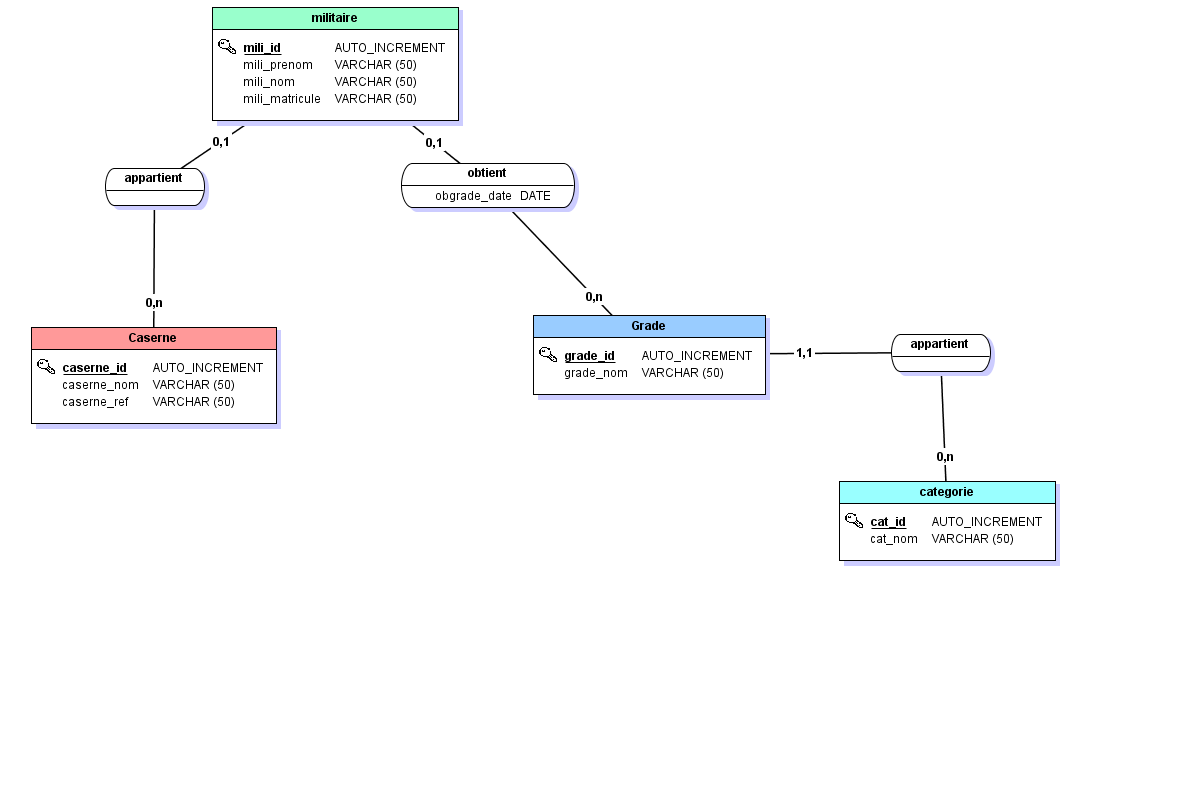 militaire
mili_id AUTO_INCREMENT
mili_prenom VARCHAR (50)
mili_nom VARCHAR (50)
mili_matricule VARCHAR (50)
0,1
0,1
appartient
obtient
obgrade_date DATE
0,n
0,n
Caserne
caserne_id AUTO_INCREMENT
caserne_nom VARCHAR (50)
caserne_ref VARCHAR (50)
Grade
grade_id AUTO_INCREMENT
grade_nom VARCHAR (50)
1,1
appartient
0,n
categorie
cat_id AUTO_INCREMENT
cat_nom VARCHAR (50)